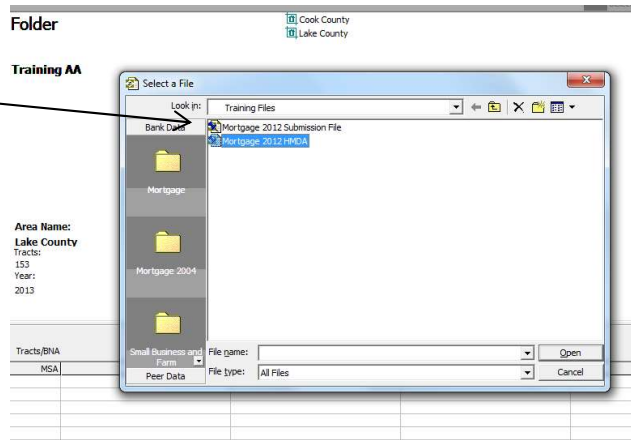 Folder
Cook County
Lake County
Training AA
Select a File
Look in: Training Files
Bank Data
Mortgage 2012 Submission File
Mortgage 2012 HMDA
Mortgage
Mortgage 2004
Small Business and
Farm
Peer Data
File name:
Open
File type: All Files
Cancel
Area Name:
Lake County
Tracts:
153
Year:
2013
Tracts/BNA
MSA